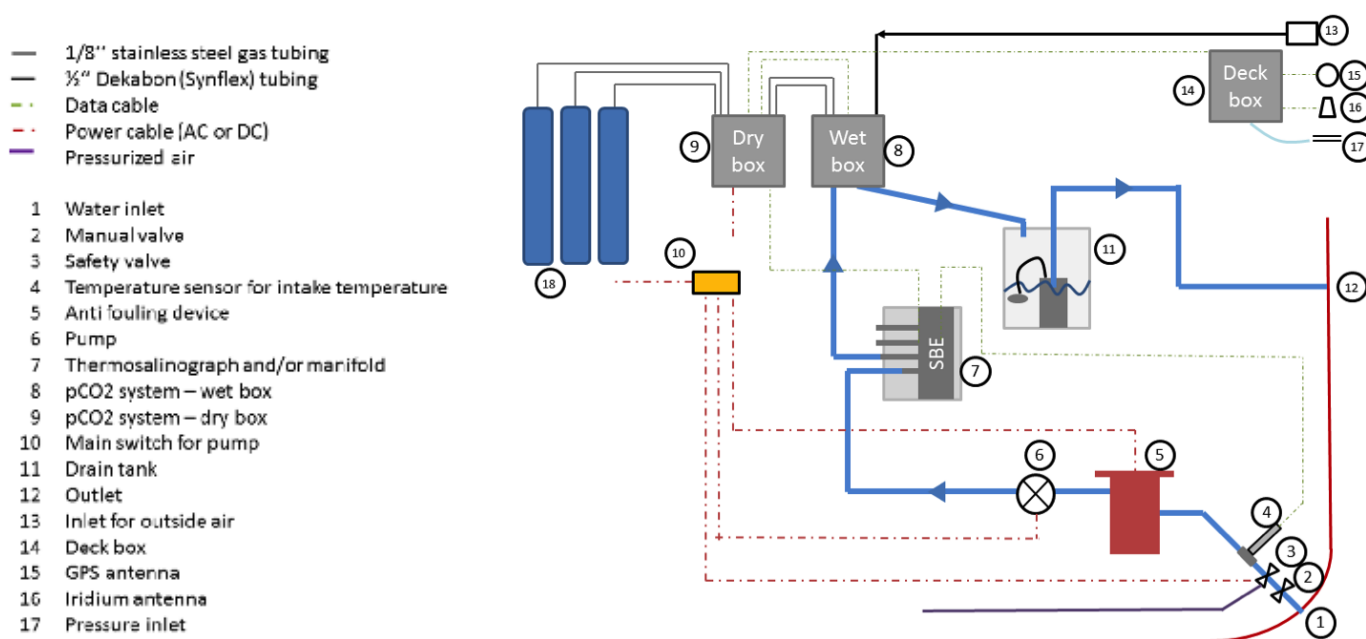 1/8'' stainless steel gas tubing
½“ Dekabon (Synflex) tubing
Data cable
Power cable (AC or DC)
Pressurized air
1 Water inlet
2 Manual valve
3 Safety valve
4 Temperature sensor for intake temperature
5 Anti fouling device
6 Pump
7 Thermosalinograph and/or manifold
8 pCO2 system – wet box
9 pCO2 system – dry box
10 Main switch for pump
11 Drain tank
12 Outlet
13 Inlet for outside air
14 Deck box
15 GPS antenna
16 Iridium antenna
17 Pressure inlet
13
Deck
box
14
15
16
17
9
Dry
box
Wet
box
8
18
10
11
12
SBE
7
6
5
4
3
2
1